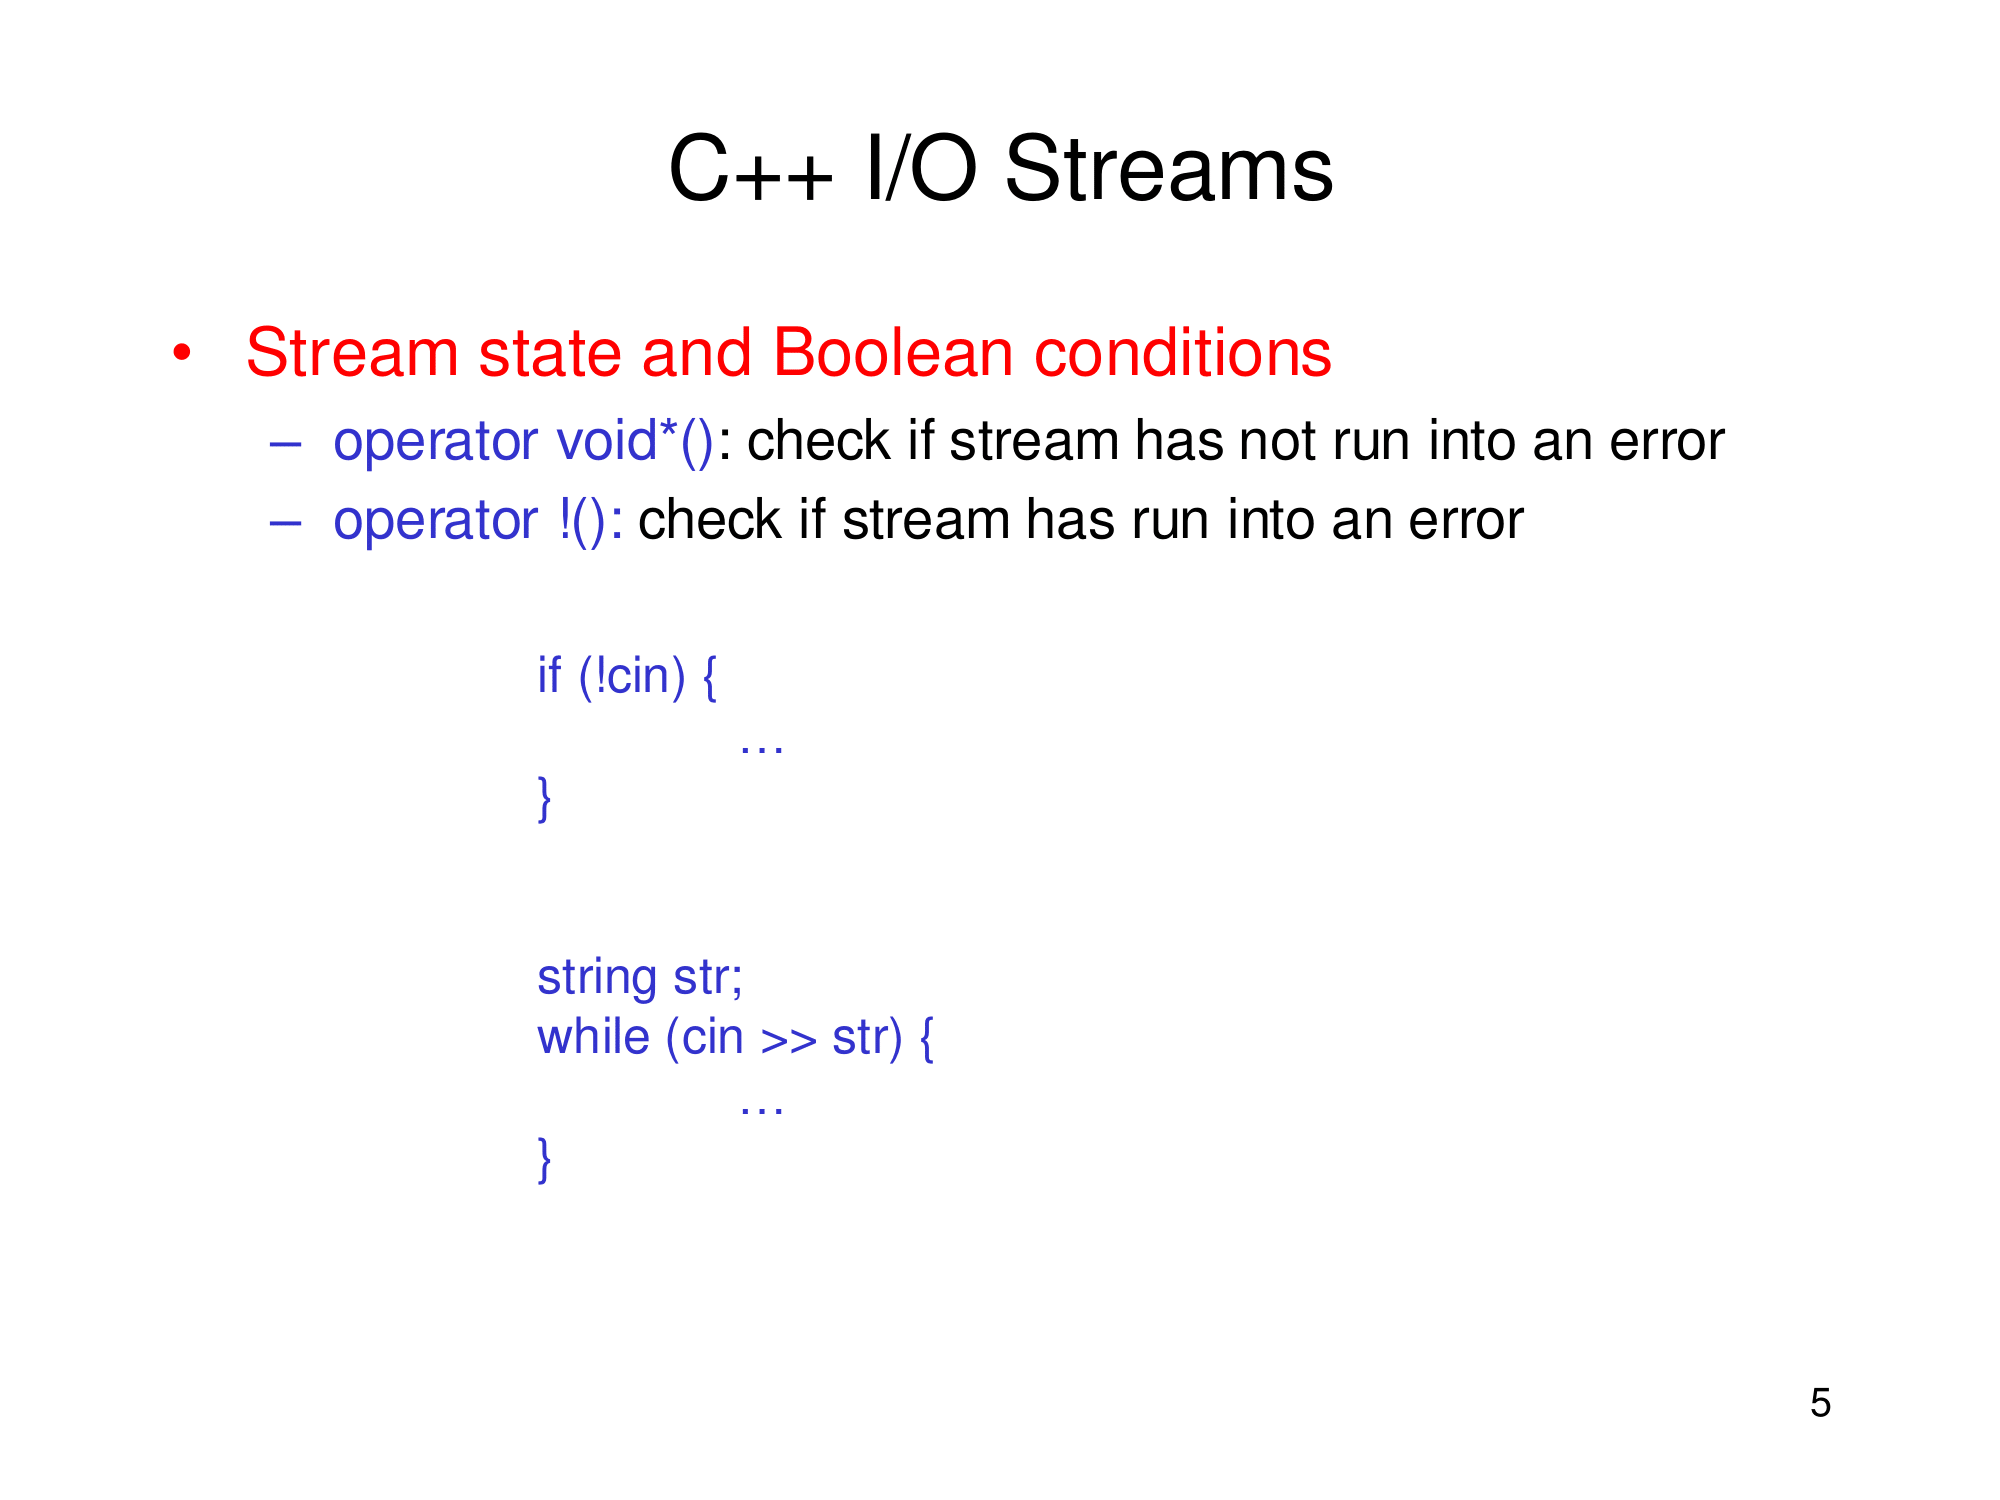 C++ I/O Streams
• Stream state and Boolean conditions
– operator void*(): check if stream has not run into an error
– operator !(): check if stream has run into an error
if (!cin) {
…
}
string str;
while (cin >> str) {
…
}
5